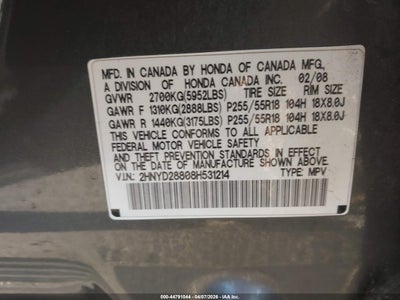 MFD. IN CANADA BY HONDA OF CANADA MFG.,
A DIVISION OF HONDA CANADA INC. 02/08
GVWR 2700KG(5952LBS) TIRE SIZE RIM SIZE
GAWR F 1310KG(2888LBS) P255/55R18 104H 18X8.0J
GAWR R 1440KG(3175LBS) P255/55R18 104H 18X8.0J
THIS VEHICLE CONFORMS TO ALL APPLICABLE
FEDERAL MOTOR VEHICLE SAFETY
AND THEFT PREVENTION STANDARDS IN EFFECT
ON THE DATE OF MANUFACTURE SHOWN ABOVE.
V.I.N.: 2HNYD28808H531214 TYPE: MPV
000-44791044 - 04/07/2026 - IAA Inc.